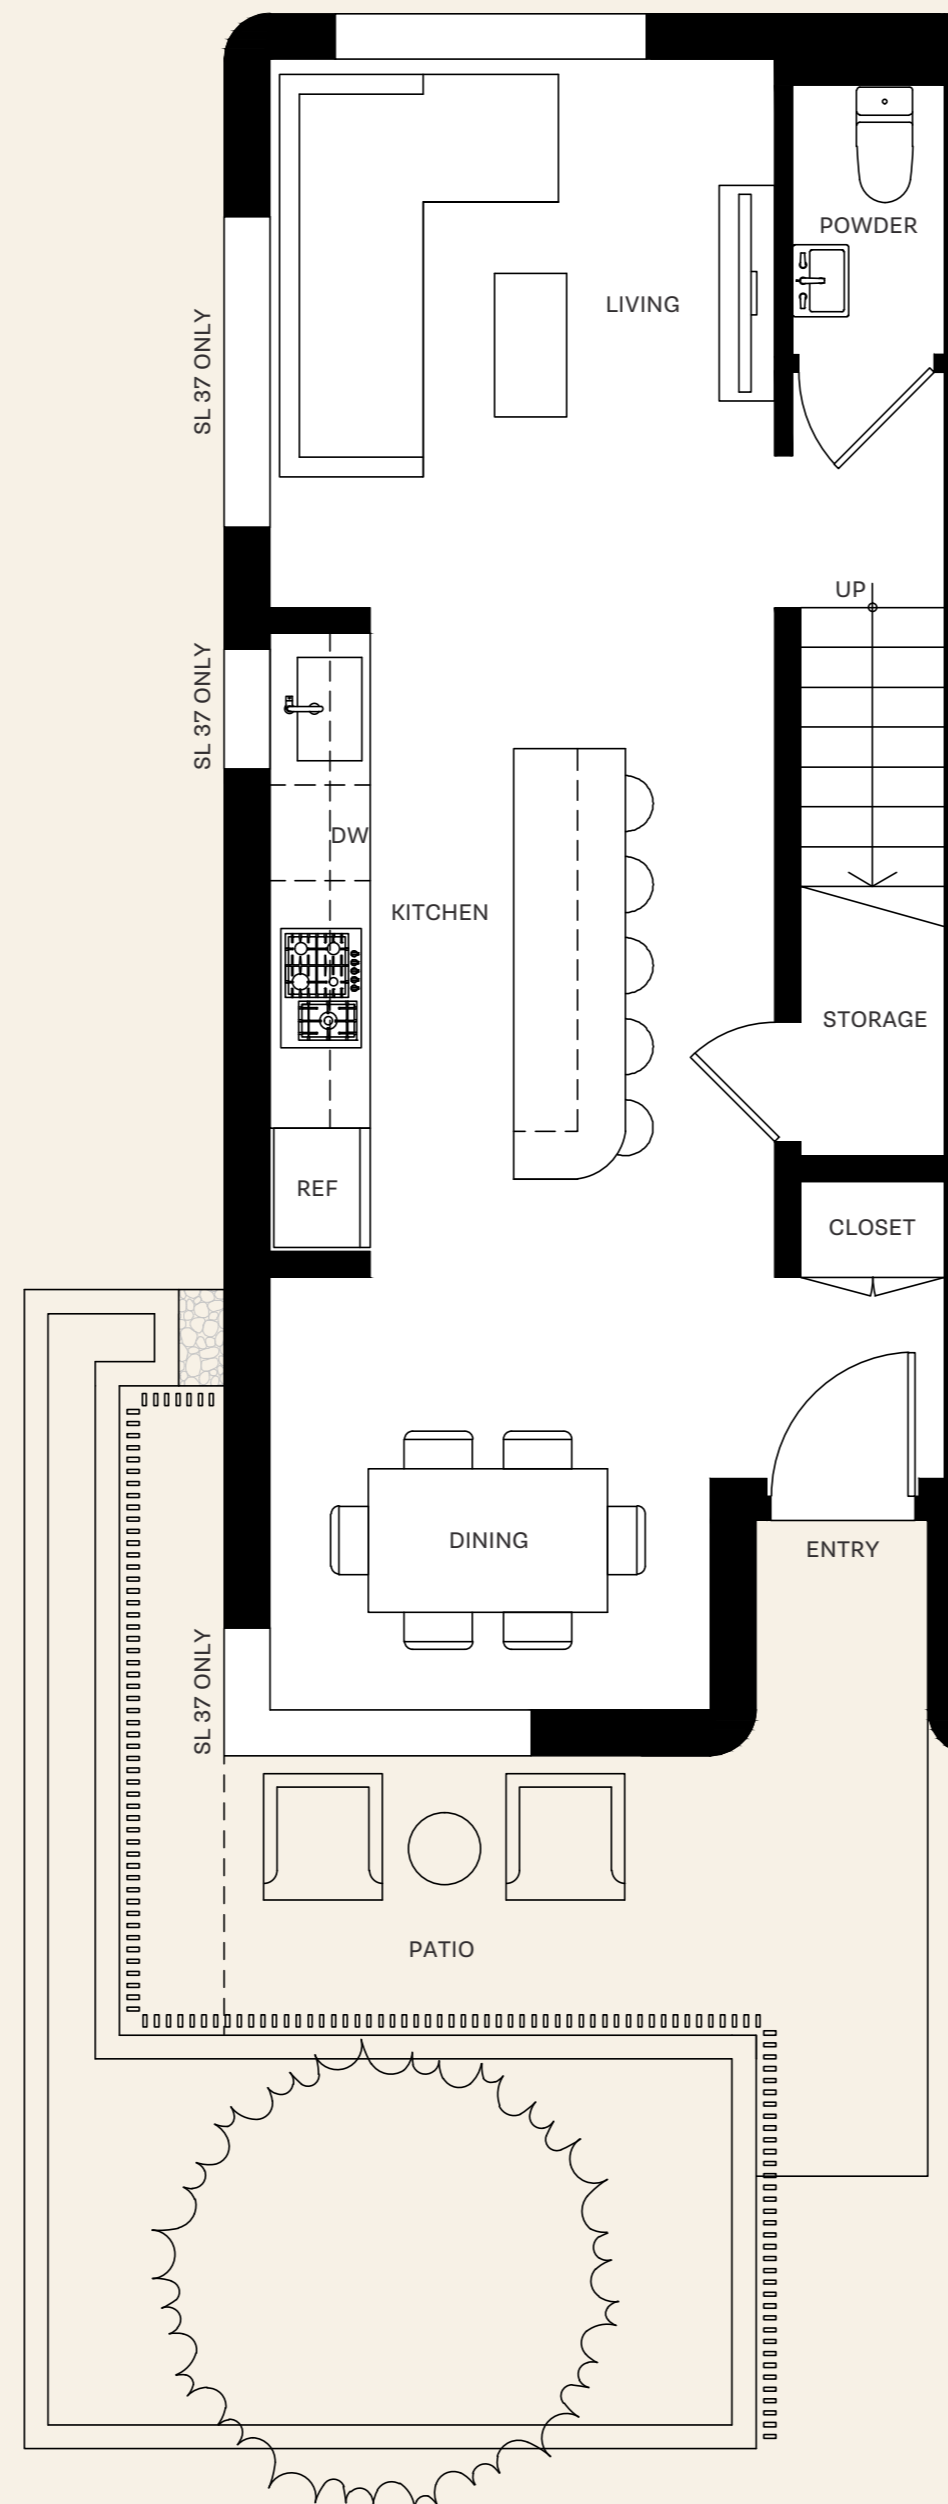 POWDER
LIVING
SL 37 ONLY
UP
SL 37 ONLY
DW
KITCHEN
STORAGE
REF
CLOSET
DINING
ENTRY
SL 37 ONLY
PATIO